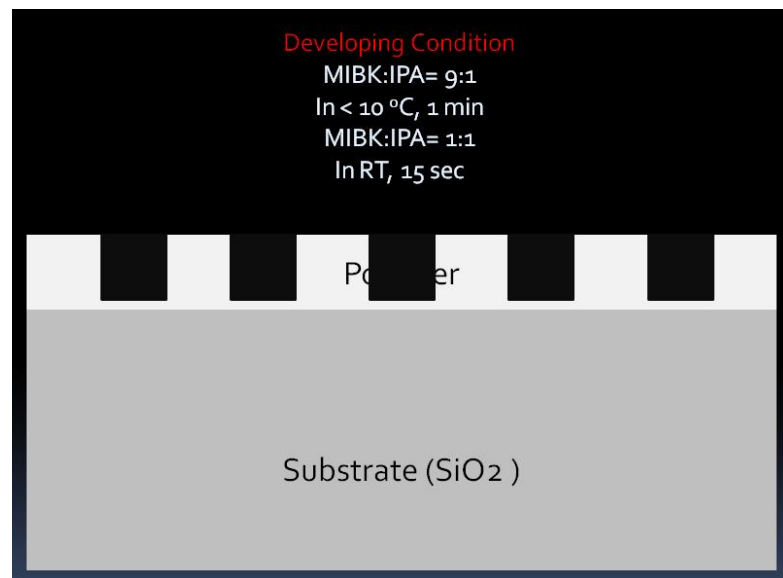 Developing Condition
MIBK:IPA= 9:1
In < 10 ºC, 1 min
MIBK:IPA= 1:1
In RT, 15 sec
Substrate (SiO2 )